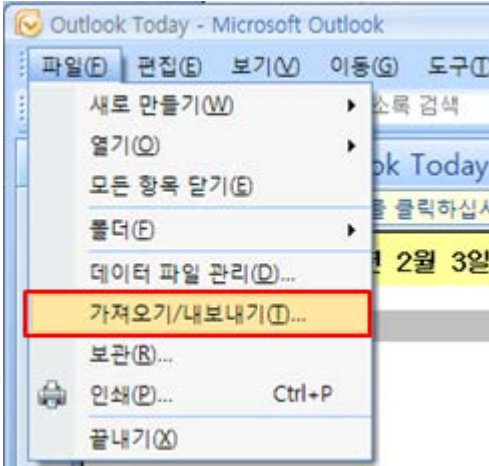 Outlook Today - Microsoft Outlook
파일(F) 편집(E) 보기(V) 이동(G) 도구(T
새로 만들기(W)
소록 검색
열기(O)
ok Today
모든 항목 닫기(E)
을 클릭하십시
폴더(F)
2월 3일
데이터 파일 관리(D)...
가져오기/내보내기(T)...
보관(R)...
인쇄(P)... Ctrl+P
끝내기(X)